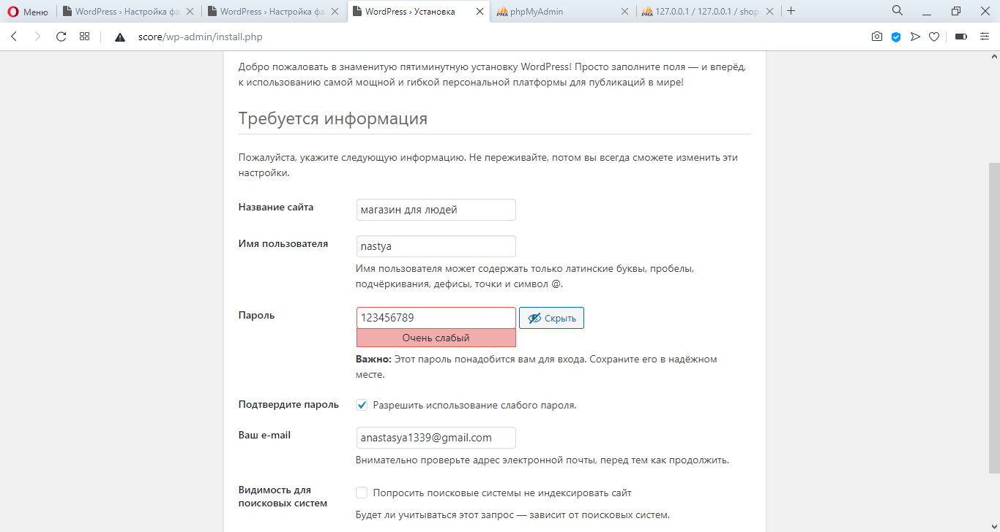 Меню
WordPress › Настройка фа
WordPress › Настройка фа
WordPress › Установка
phpMyAdmin
127.0.0.1 / 127.0.0.1 / shop
score/wp-admin/install.php
Добро пожаловать в знаменитую пятиминутную установку WordPress! Просто заполните поля — и вперёд,
к использованию самой мощной и гибкой персональной платформы для публикаций в мире!
Требуется информация
Пожалуйста, укажите следующую информацию. Не переживайте, потом вы всегда сможете изменить эти
настройки.
Название сайта
магазин для людей
Имя пользователя
nastya
Имя пользователя может содержать только латинские буквы, пробелы,
подчёркивания, дефисы, точки и символ @.
Пароль
123456789
Скрыть
Очень слабый
Важно: Этот пароль понадобится вам для входа. Сохраните его в надёжном
месте.
Подтвердите пароль
Разрешить использование слабого пароля.
Ваш e-mail
anastasya1339@gmail.com
Внимательно проверьте адрес электронной почты, перед тем как продолжить.
Видимость для
поисковых систем
Попросить поисковые системы не индексировать сайт
Будет ли учитываться этот запрос — зависит от поисковых систем.